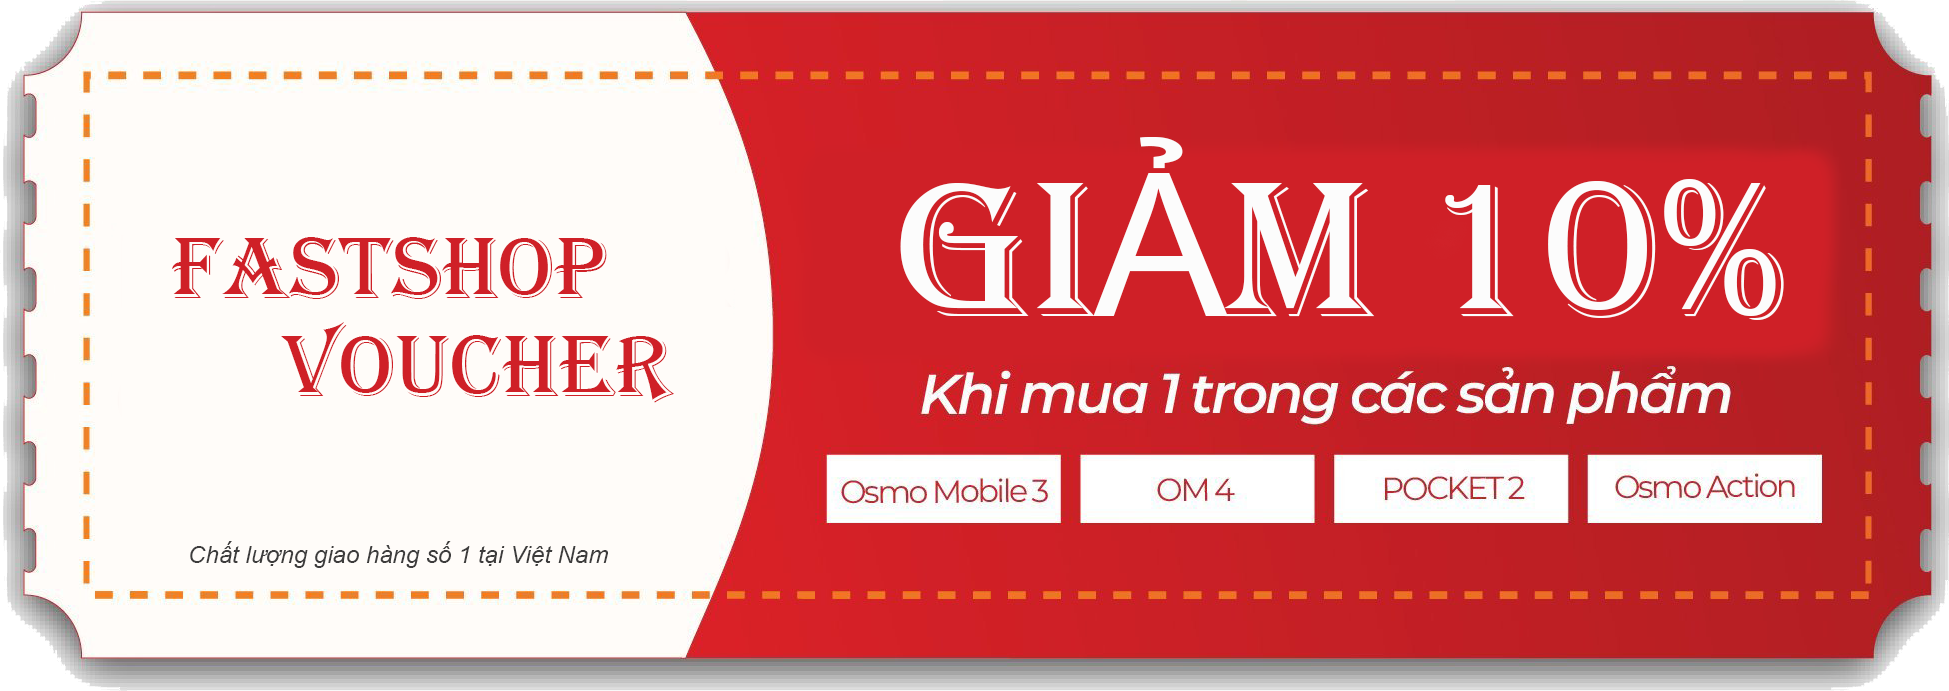 FASTSHOP
VOUCHER
Chất lượng giao hàng số 1 tại Việt Nam
GIẢM 10%
Khi mua 1 trong các sản phẩm
Osmo Mobile 3
OM 4
POCKET 2
Osmo Action